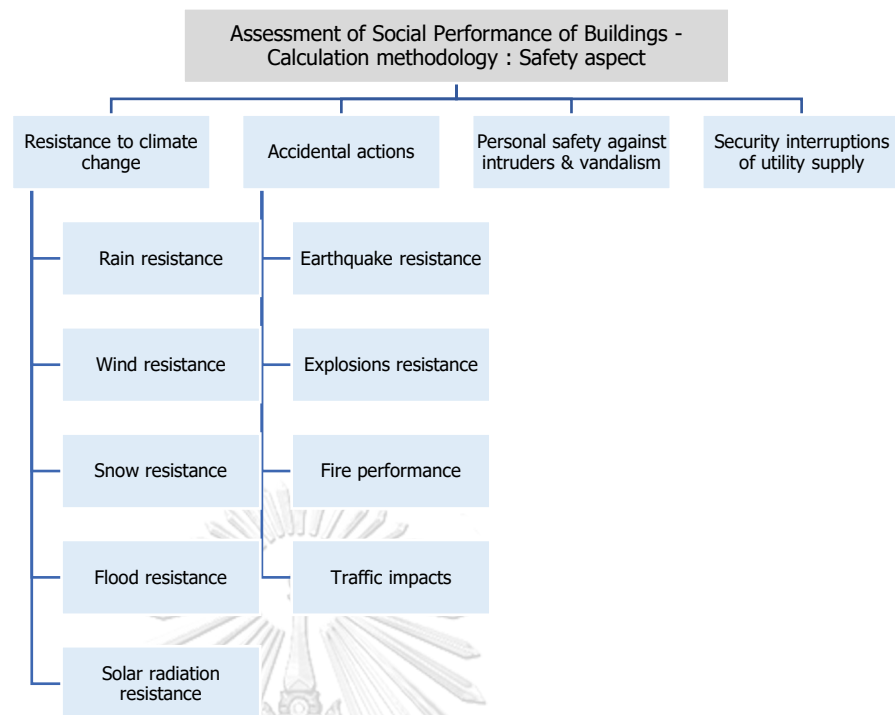 Assessment of Social Performance of Buildings -
Calculation methodology : Safety aspect
Resistance to climate
change
Accidental actions
Personal safety against
intruders & vandalism
Security interruptions
of utility supply
Rain resistance
Earthquake resistance
Wind resistance
Explosions resistance
Snow resistance
Fire performance
Flood resistance
Traffic impacts
Solar radiation
resistance